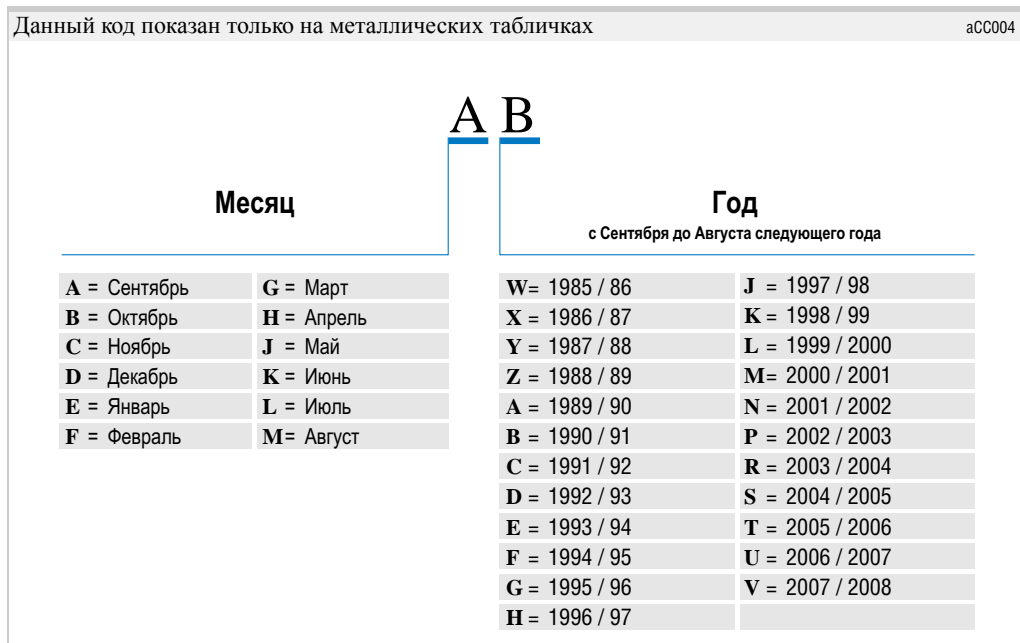 Данный код показан только на металлических табличках aCC004
A B
Месяц
Год
с Сентября до Августа следующего года
A = Сентябрь
B = Октябрь
C = Ноябрь
D = Декабрь
E = Январь
F = Февраль
G = Март
H = Апрель
J = Май
K = Июнь
L = Июль
M= Август
W= 1985 / 86
X = 1986 / 87
Y = 1987 / 88
Z = 1988 / 89
A = 1989 / 90
B = 1990 / 91
C = 1991 / 92
D = 1992 / 93
E = 1993 / 94
F = 1994 / 95
G = 1995 / 96
H = 1996 / 97
J = 1997 / 98
K = 1998 / 99
L = 1999 / 2000
M= 2000 / 2001
N = 2001 / 2002
P = 2002 / 2003
R = 2003 / 2004
S = 2004 / 2005
T = 2005 / 2006
U = 2006 / 2007
V = 2007 / 2008